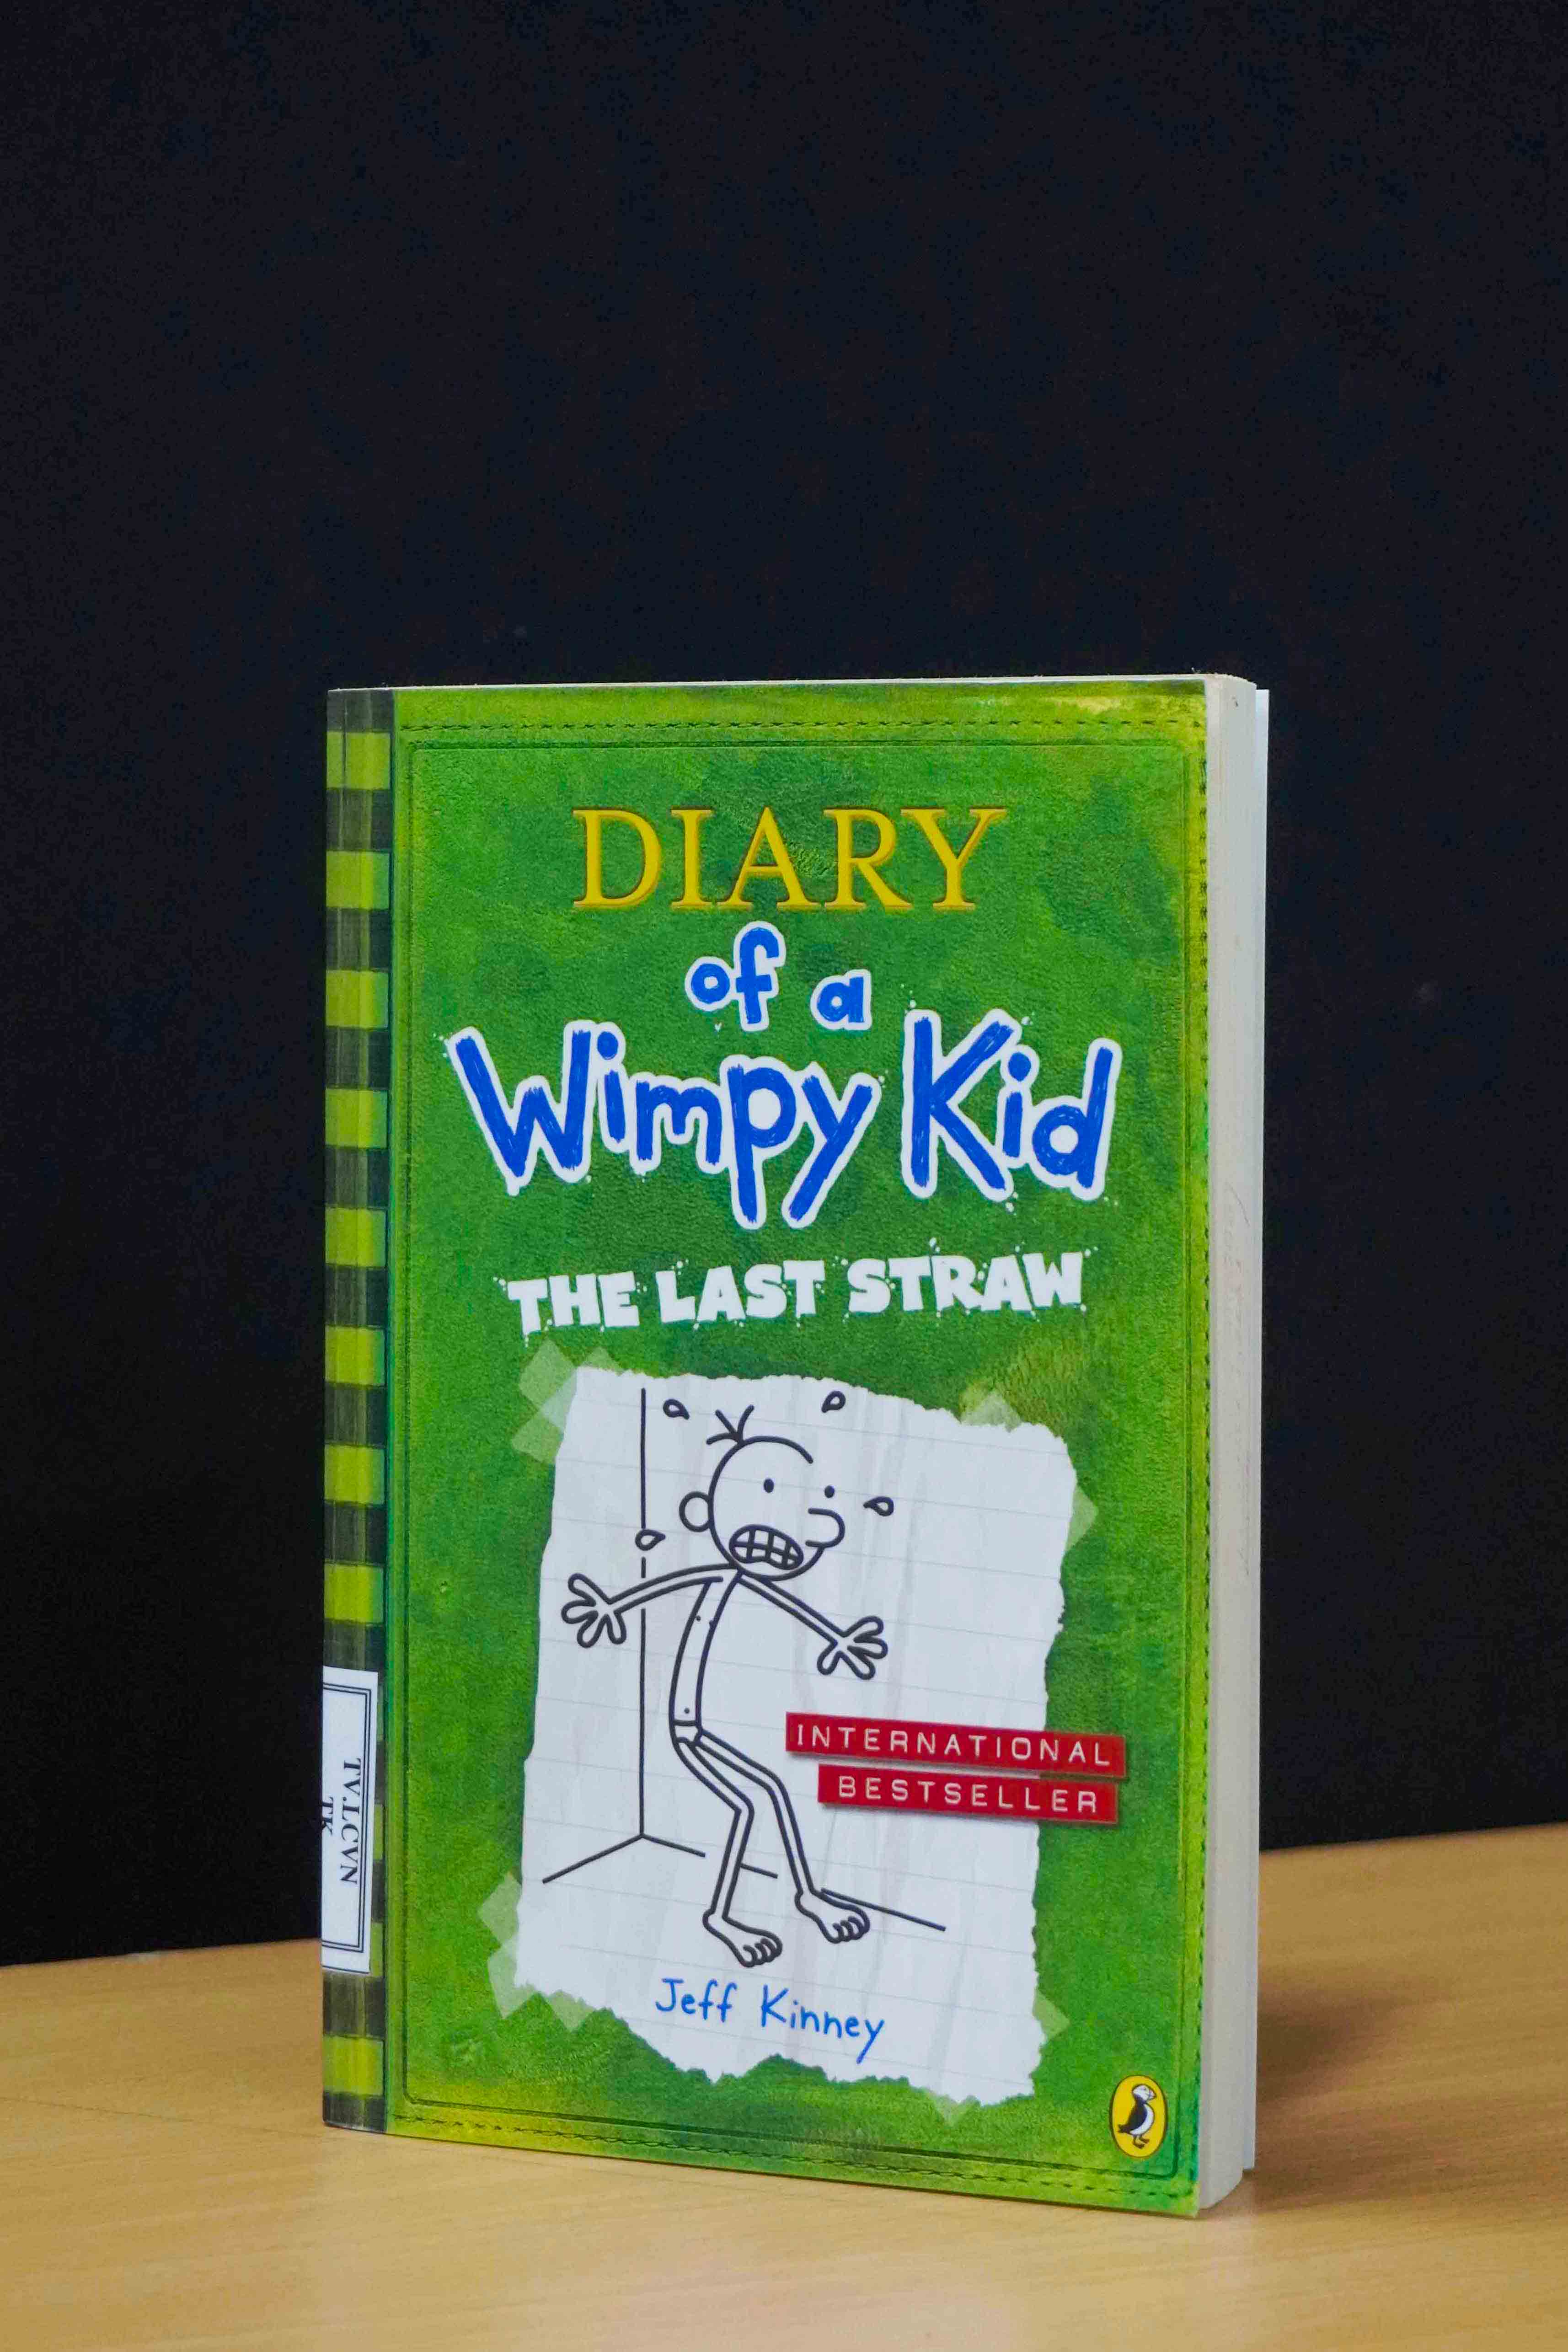 DIARY
of a
Wimpy Kid
THE LAST STRAW
INTERNATIONAL
BESTSELLER
Jeff Kinney
TV.LCVN
TK